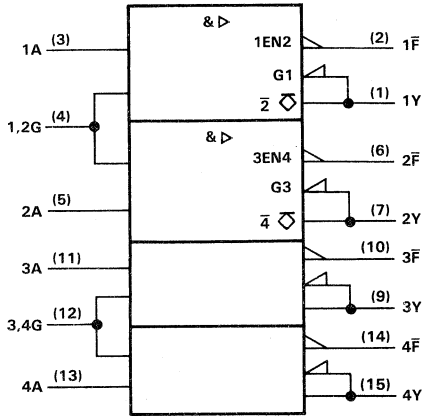 & ▷
1A (3) 1EN2 (2) 1F̅
G1
1,2G (4) 2̅ (1) 1Y
& ▷
3EN4 (6) 2F̅
2A (5) G3
4̅ (7) 2Y
3A (11) (10) 3F̅
3,4G (12) (9) 3Y
(14) 4F̅
4A (13) (15) 4Y